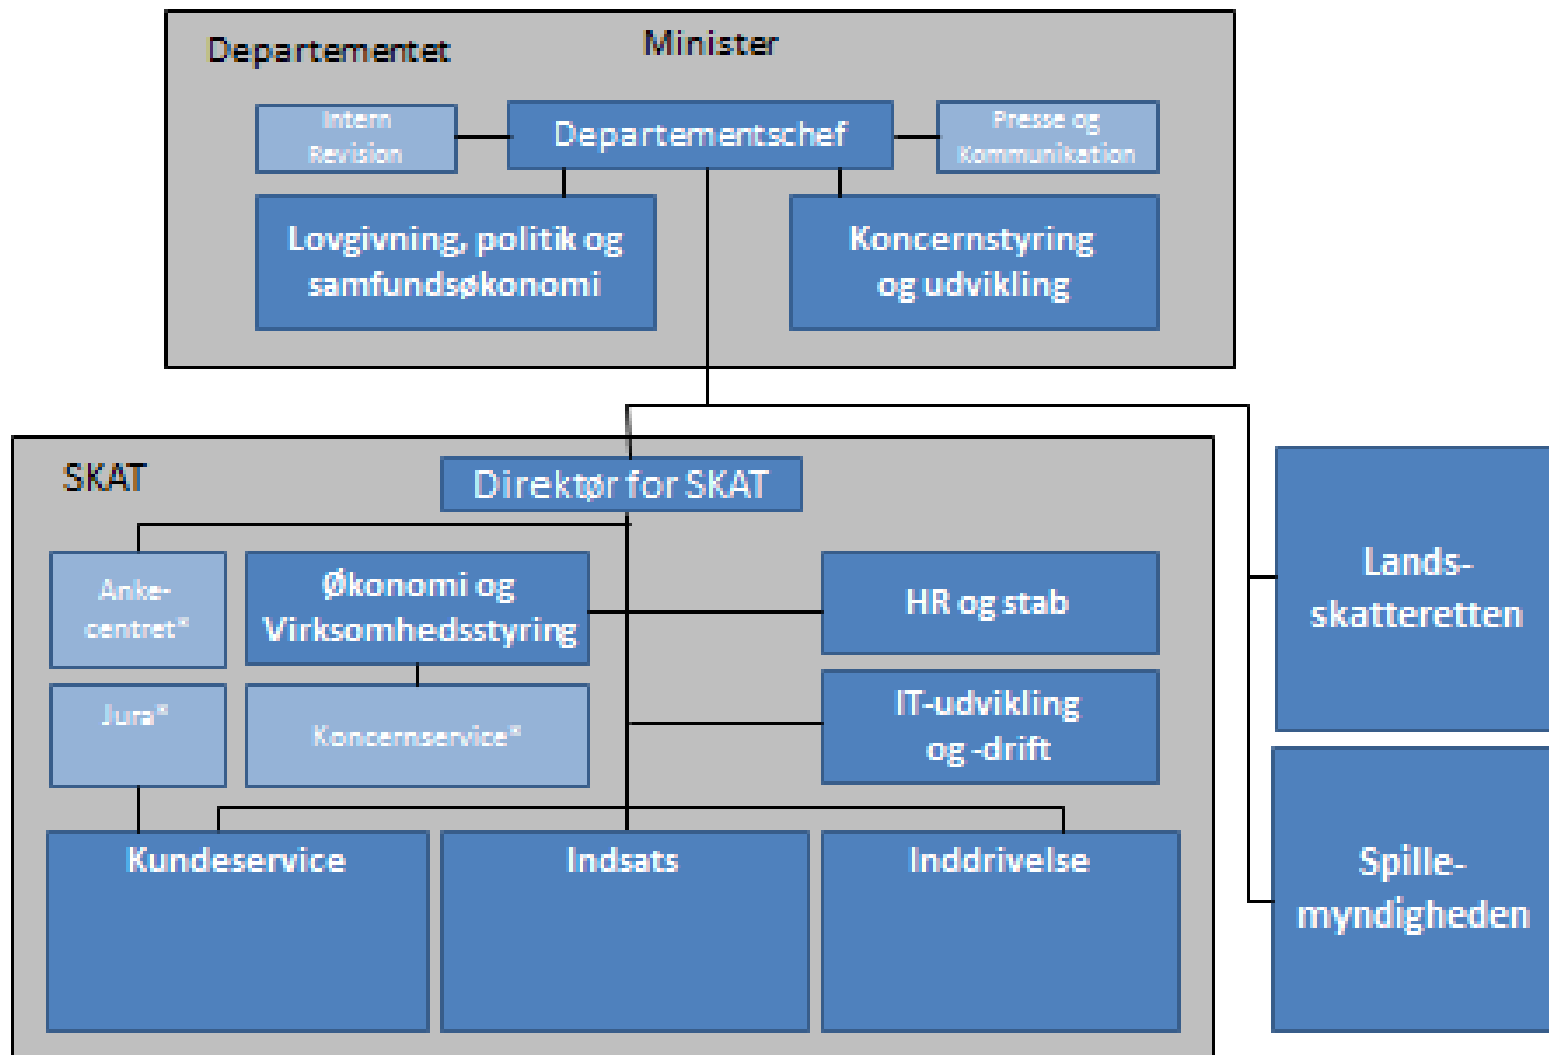 Departementet
Minister
Intern
Revision
Departementschef
Presse og
Kommunikation
Lovgivning, politik og
samfundsøkonomi
Koncernstyring
og udvikling
SKAT
Direktør for SKAT
Anke-
centret*
Økonomi og
Virksomhedsstyring
HR og stab
Lands-
skatteretten
Jura*
Koncernservice*
IT-udvikling
og -drift
Kundeservice
Indsats
Inddrivelse
Spille-
myndigheden